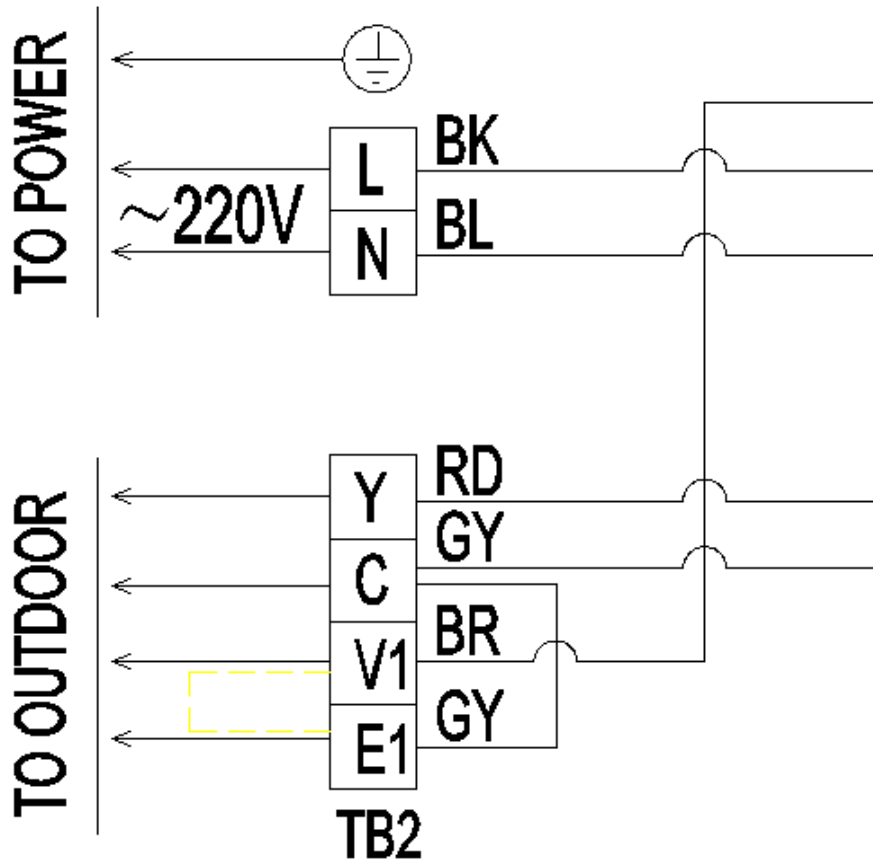 TO POWER
L
BK
~220V
N
BL
TO OUTDOOR
Y
RD
C
GY
V1
BR
E1
GY
TB2